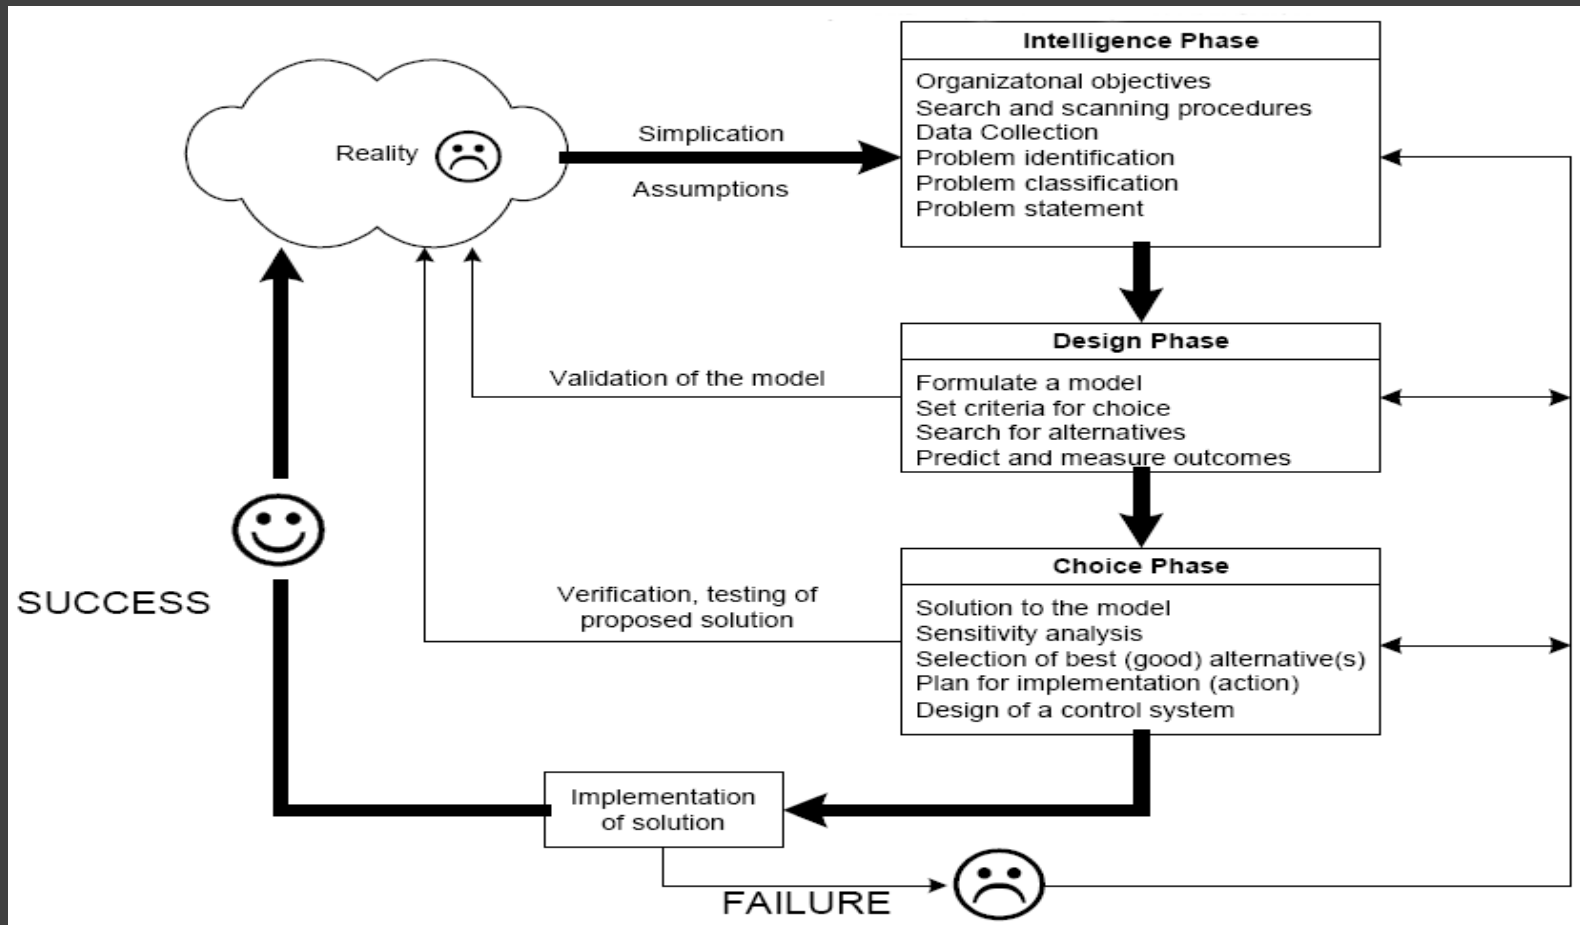 Intelligence Phase
Organizatonal objectives
Search and scanning procedures
Data Collection
Problem identification
Problem classification
Problem statement
Reality
Simplication
Assumptions
Design Phase
Formulate a model
Set criteria for choice
Search for alternatives
Predict and measure outcomes
Validation of the model
Choice Phase
Solution to the model
Sensitivity analysis
Selection of best (good) alternative(s)
Plan for implementation (action)
Design of a control system
Verification, testing of
proposed solution
SUCCESS
Implementation
of solution
FAILURE